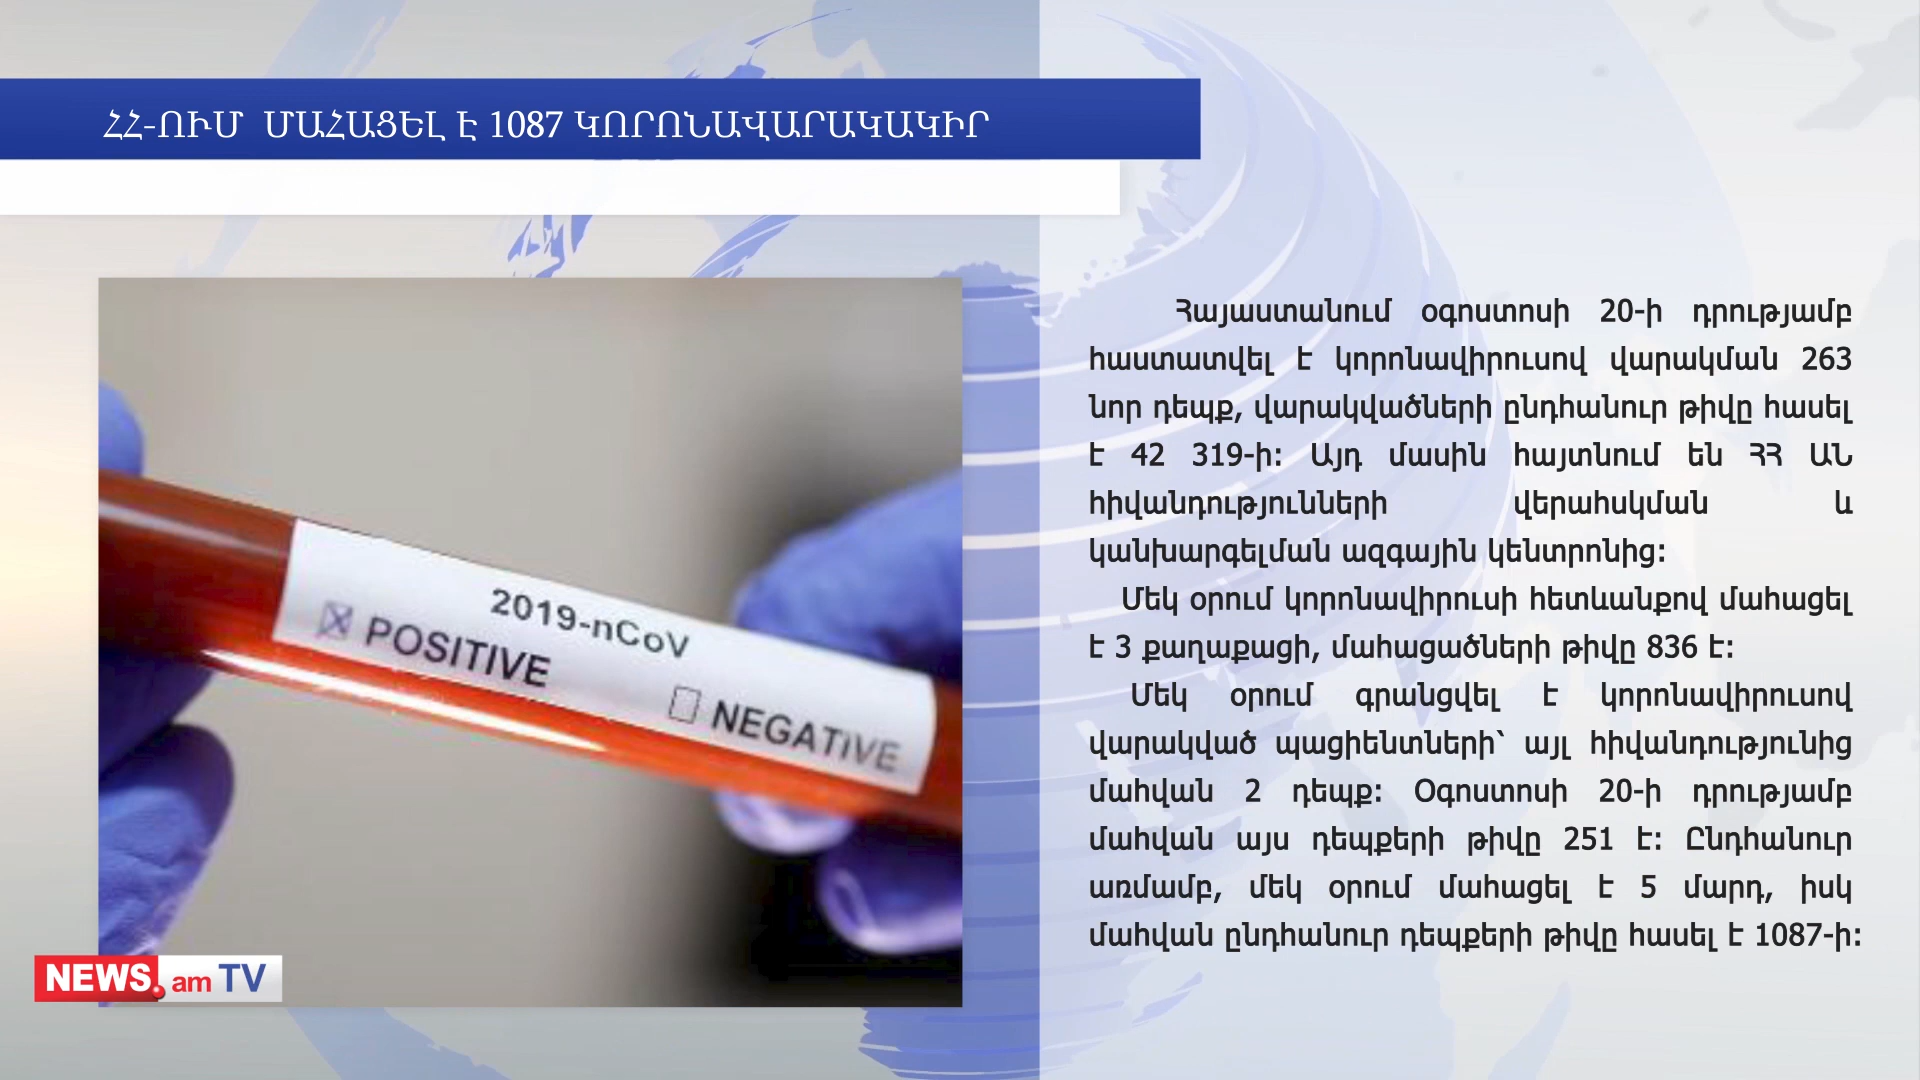 ՀՀ-ՈՒՄ ՄԱՀԱՑԵԼ Է 1087 ԿՈՐՈՆԱՎԱՐԱԿԱԿԻՐ
2019-nCoV
POSITIVE
NEGATIVE
Հայաստանում օգոստոսի 20-ի դրությամբ
հաստատվել է կորոնավիրուսով վարակման 263
նոր դեպք, վարակվածների ընդհանուր թիվը հասել
է 42 319-ի: Այդ մասին հայտնում են ՀՀ ԱՆ
հիվանդությունների վերահսկման և
կանխարգելման ազգային կենտրոնից:
Մեկ օրում կորոնավիրուսի հետևանքով մահացել
է 3 քաղաքացի, մահացածների թիվը 836 է:
Մեկ օրում գրանցվել է կորոնավիրուսով
վարակված պացիենտների՝ այլ հիվանդությունից
մահվան 2 դեպք: Օգոստոսի 20-ի դրությամբ
մահվան այս դեպքերի թիվը 251 է: Ընդհանուր
առմամբ, մեկ օրում մահացել է 5 մարդ, իսկ
մահվան ընդհանուր դեպքերի թիվը հասել է 1087-ի:
NEWS.am TV